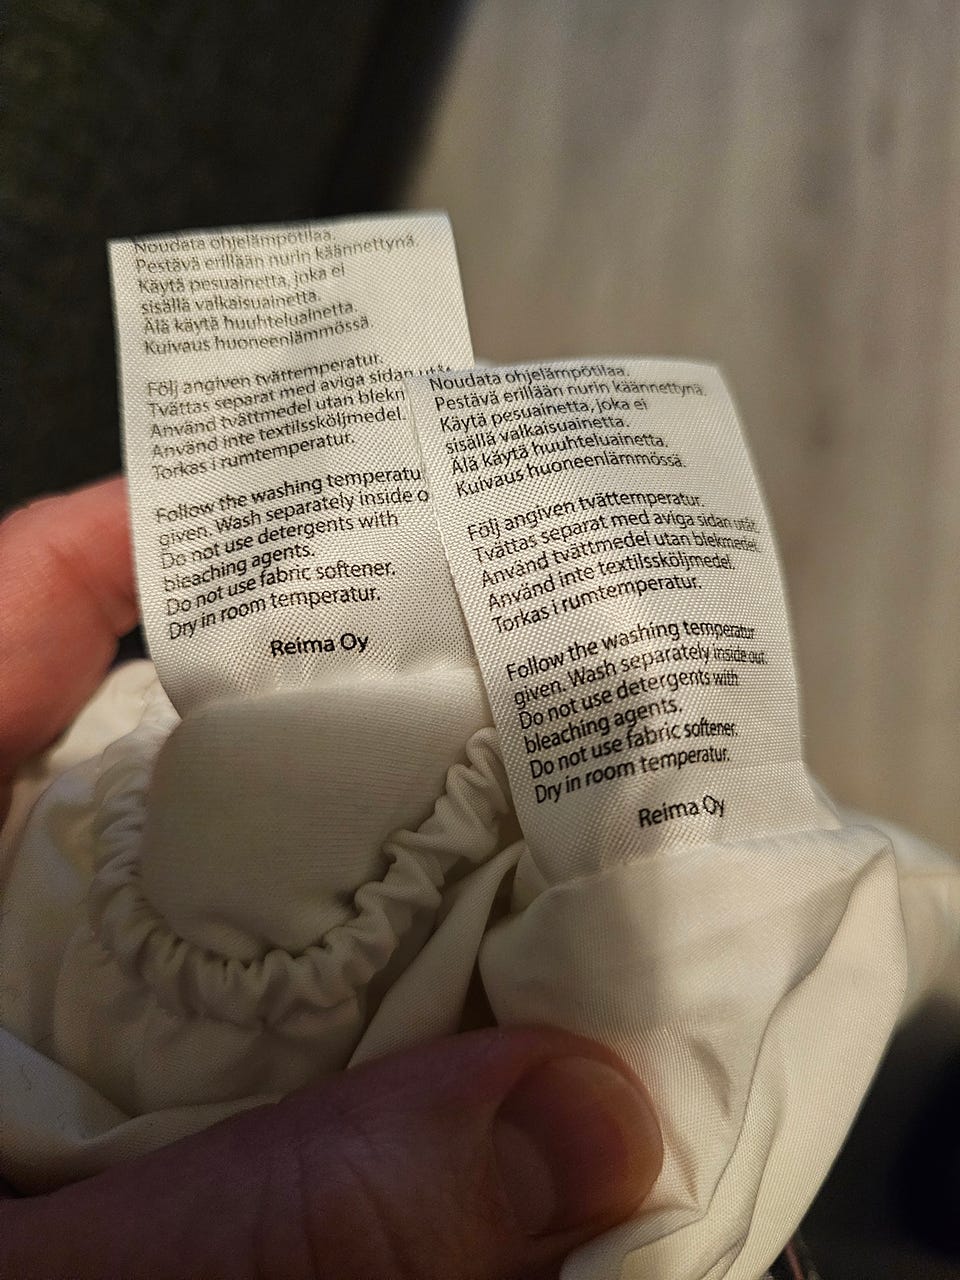 Noudata ohjelämpötilaa.
Pestävä erillään nurin käännettynä.
Käytä pesuainetta, joka ei
sisällä valkaisuainetta.
Älä käytä huuhteluainetta.
Kuivaus huoneenlämmössä.
Följ angiven tvättemperatur.
Tvättas separat med aviga sidan utåt.
Använd tvättmedel utan blekn
Använd inte textilssköljmedel.
Torkas i rumtemperatur.
Follow the washing temperatu
given. Wash separately inside o
Do not use detergents with
bleaching agents.
Do not use fabric softener.
Dry in room temperatur.
Reima Oy
Noudata ohjelämpötilaa.
Pestävä erillään nurin käännettynä.
Käytä pesuainetta, joka ei
sisällä valkaisuainetta.
Älä käytä huuhteluainetta.
Kuivaus huoneenlämmössä.
Följ angiven tvättemperatur.
Tvättas separat med aviga sidan utåt.
Använd tvättmedel utan blekmedel.
Använd inte textilssköljmedel.
Torkas i rumtemperatur.
Follow the washing temperatur
given. Wash separately inside out.
Do not use detergents with
bleaching agents.
Do not use fabric softener.
Dry in room temperatur.
Reima Oy